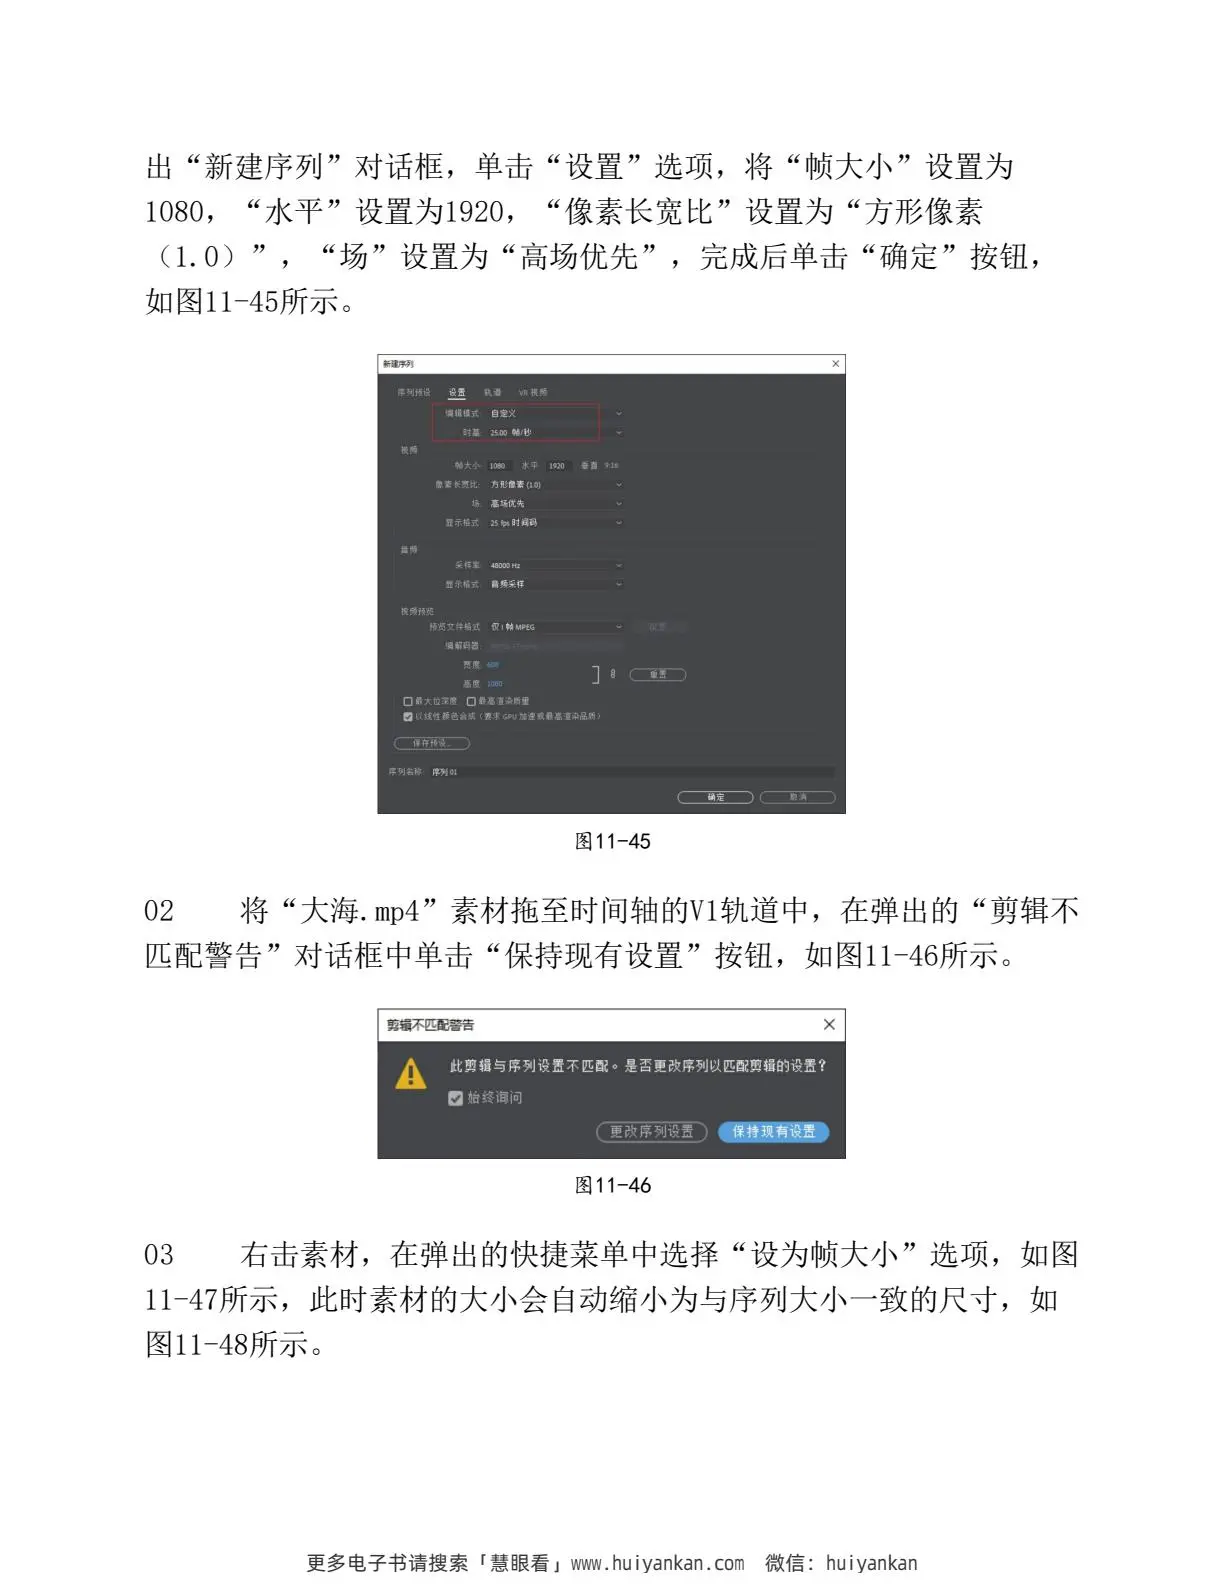 出“新建序列”对话框，单击“设置”选项，将“帧大小”设置为
1080，“水平”设置为1920，“像素长宽比”设置为“方形像素
（1.0）”，“场”设置为“高场优先”，完成后单击“确定”按钮，
如图11-45所示。
新建序列
序列预设 设置 轨道 VR 视频
编辑模式: 自定义
时基: 25.00 帧/秒
视频
帧大小: 1080 水平 1920 垂直 9:16
像素长宽比: 方形像素 (1.0)
场: 高场优先
显示格式: 25 fps 时间码
音频
采样率: 48000 Hz
显示格式: 音频采样
视频预览
预览文件格式: 仅 I 帧 MPEG
编解码器:
宽度: 608
高度: 1080
重置
最大位深度 最高渲染质量
以线性颜色合成（要求 GPU 加速或最高渲染品质）
保存预设...
序列名称: 序列 01
确定 取消
图11-45
02 将“大海.mp4”素材拖至时间轴的V1轨道中，在弹出的“剪辑不
匹配警告”对话框中单击“保持现有设置”按钮，如图11-46所示。
剪辑不匹配警告
此剪辑与序列设置不匹配。是否更改序列以匹配剪辑的设置？
始终询问
更改序列设置 保持现有设置
图11-46
03 右击素材，在弹出的快捷菜单中选择“设为帧大小”选项，如图
11-47所示，此时素材的大小会自动缩小为与序列大小一致的尺寸，如
图11-48所示。
更多电子书请搜索「慧眼看」www.huiyankan.com 微信：huiyankan